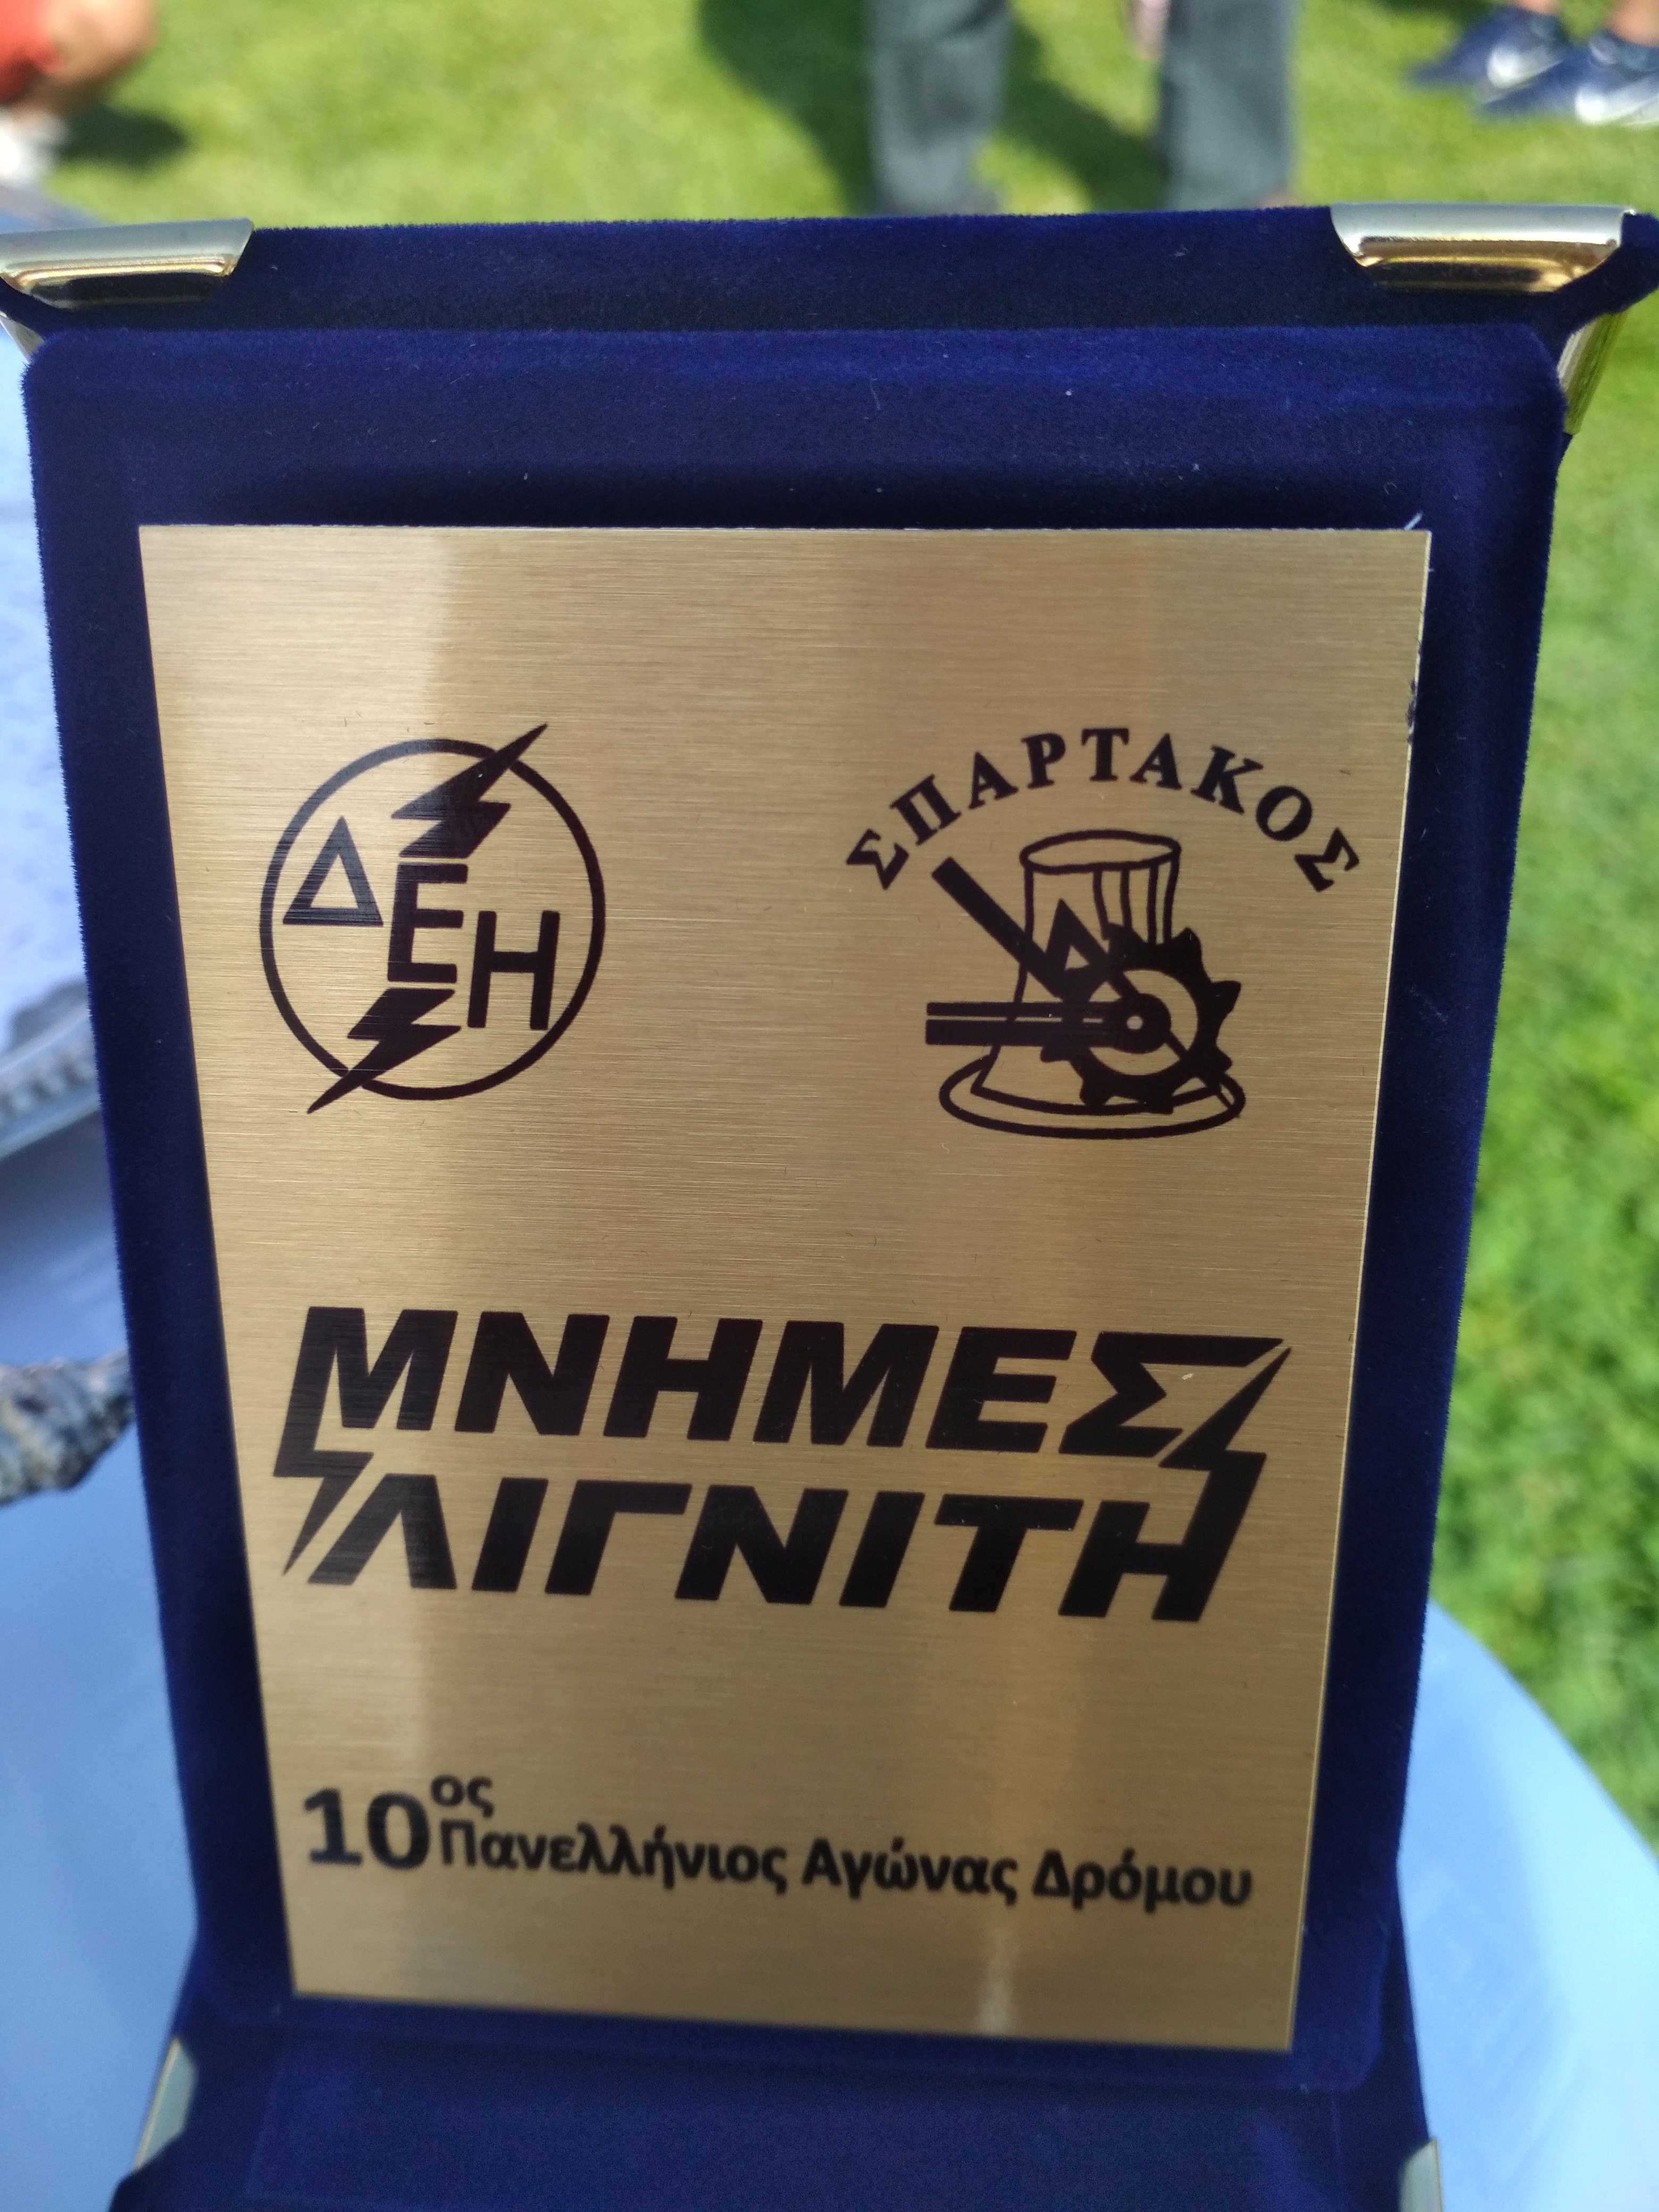 ΔΕΗ
ΣΠΑΡΤΑΚΟΣ
ΜΝΗΜΕΣ
ΛΙΓΝΙΤΗ
10ος Πανελλήνιος Αγώνας Δρόμου